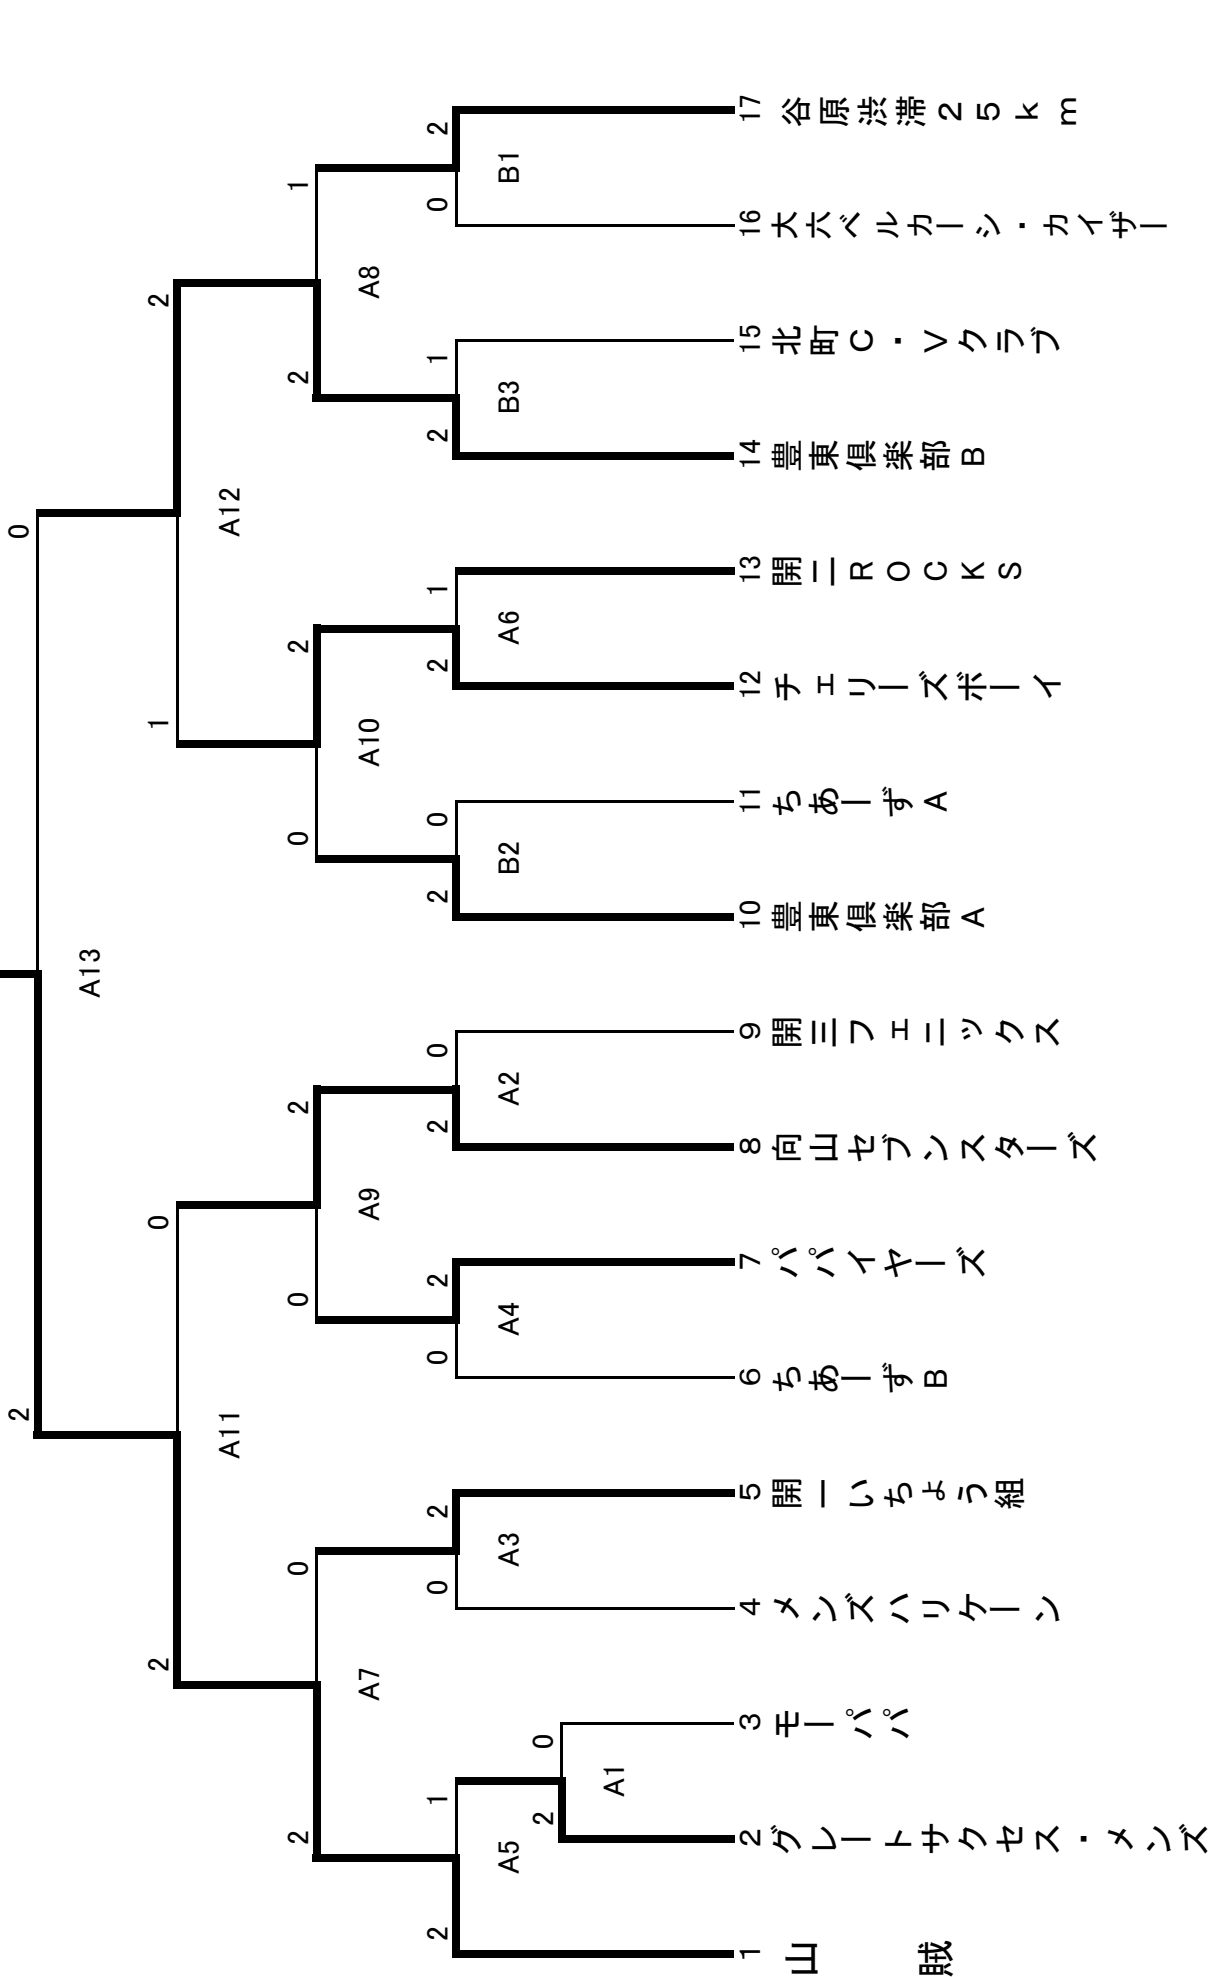 2 0
A13
2 0 1 2
A11 A12
2 0 0 2 0 2 2 1
A7 A9 A10 A8
2 1 0 2 0 2 2 0 2 0 2 1 2 1 0 2
A5 A3 A4 A2 B2 A6 B3 B1
2 0
A1
1 山賊
2 グレートサクセス・メンズ
3 モーパパ
4 メンズハリケーン
5 開一いちょう組
6 ちあーずB
7 パパイヤーズ
8 向山セブンスターズ
9 開三フェニックス
10 豊東倶楽部A
11 ちあーずA
12 チェリーズボーイ
13 開二ROCKS
14 豊東倶楽部B
15 北町C・Vクラブ
16 大六ベルカーシ・カイザー
17 谷原渋滞25km